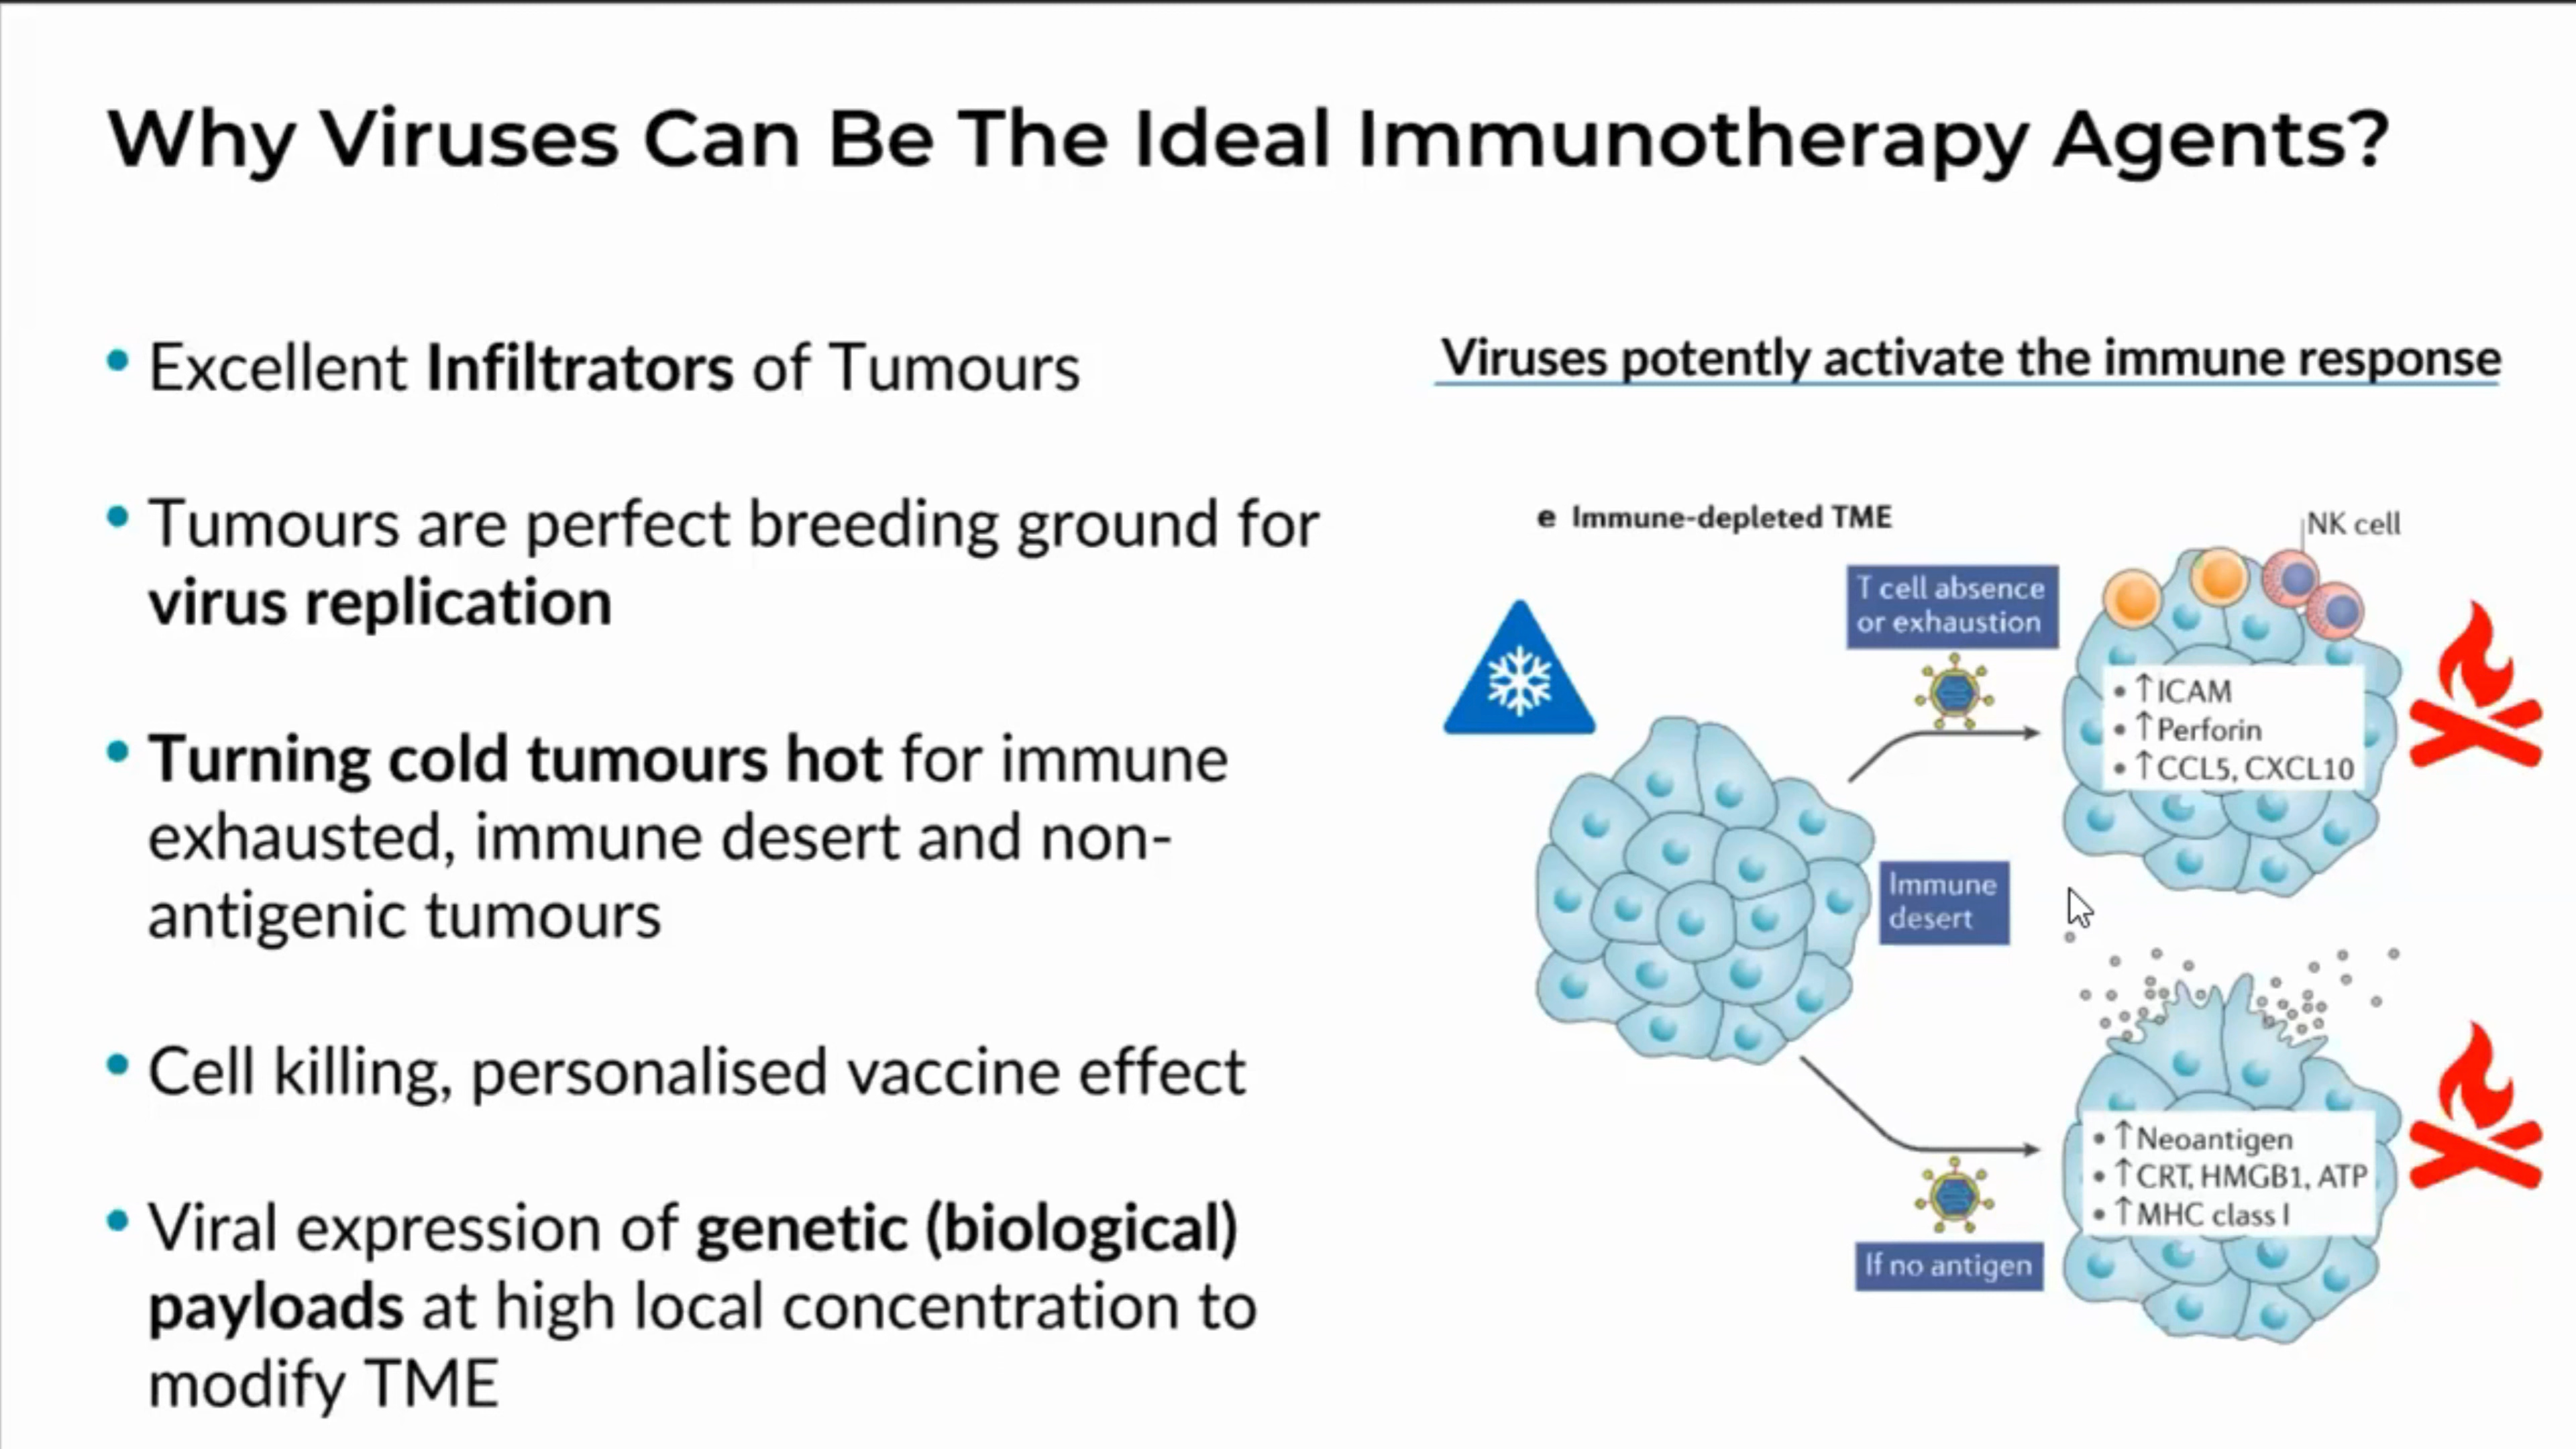 Why Viruses Can Be The Ideal Immunotherapy Agents?
• Excellent Infiltrators of Tumours
• Tumours are perfect breeding ground for
virus replication
• Turning cold tumours hot for immune
exhausted, immune desert and non-
antigenic tumours
• Cell killing, personalised vaccine effect
• Viral expression of genetic (biological)
payloads at high local concentration to
modify TME
Viruses potently activate the immune response
e Immune-depleted TME
T cell absence
or exhaustion
NK cell
• ↑ICAM
• ↑Perforin
• ↑CCL5, CXCL10
Immune
desert
• ↑Neoantigen
• ↑CRT, HMGB1, ATP
• ↑MHC class I
If no antigen